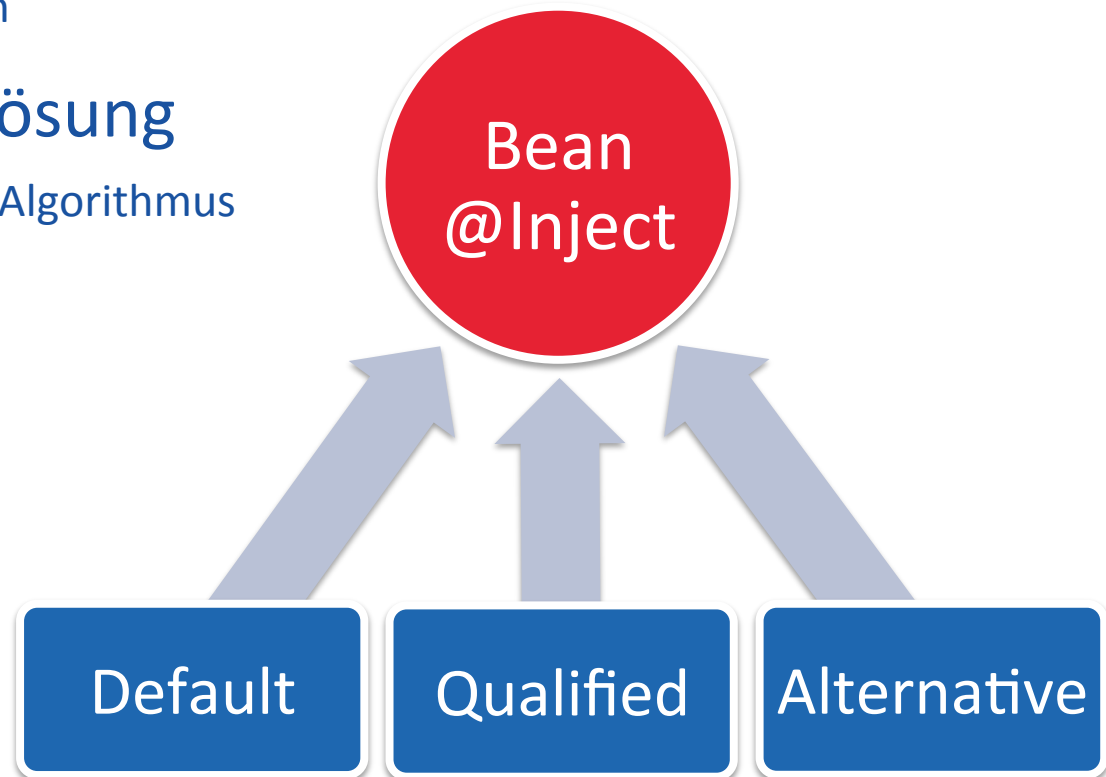 ösung
Algorithmus
Bean
@Inject
Default
Qualified
Alternative